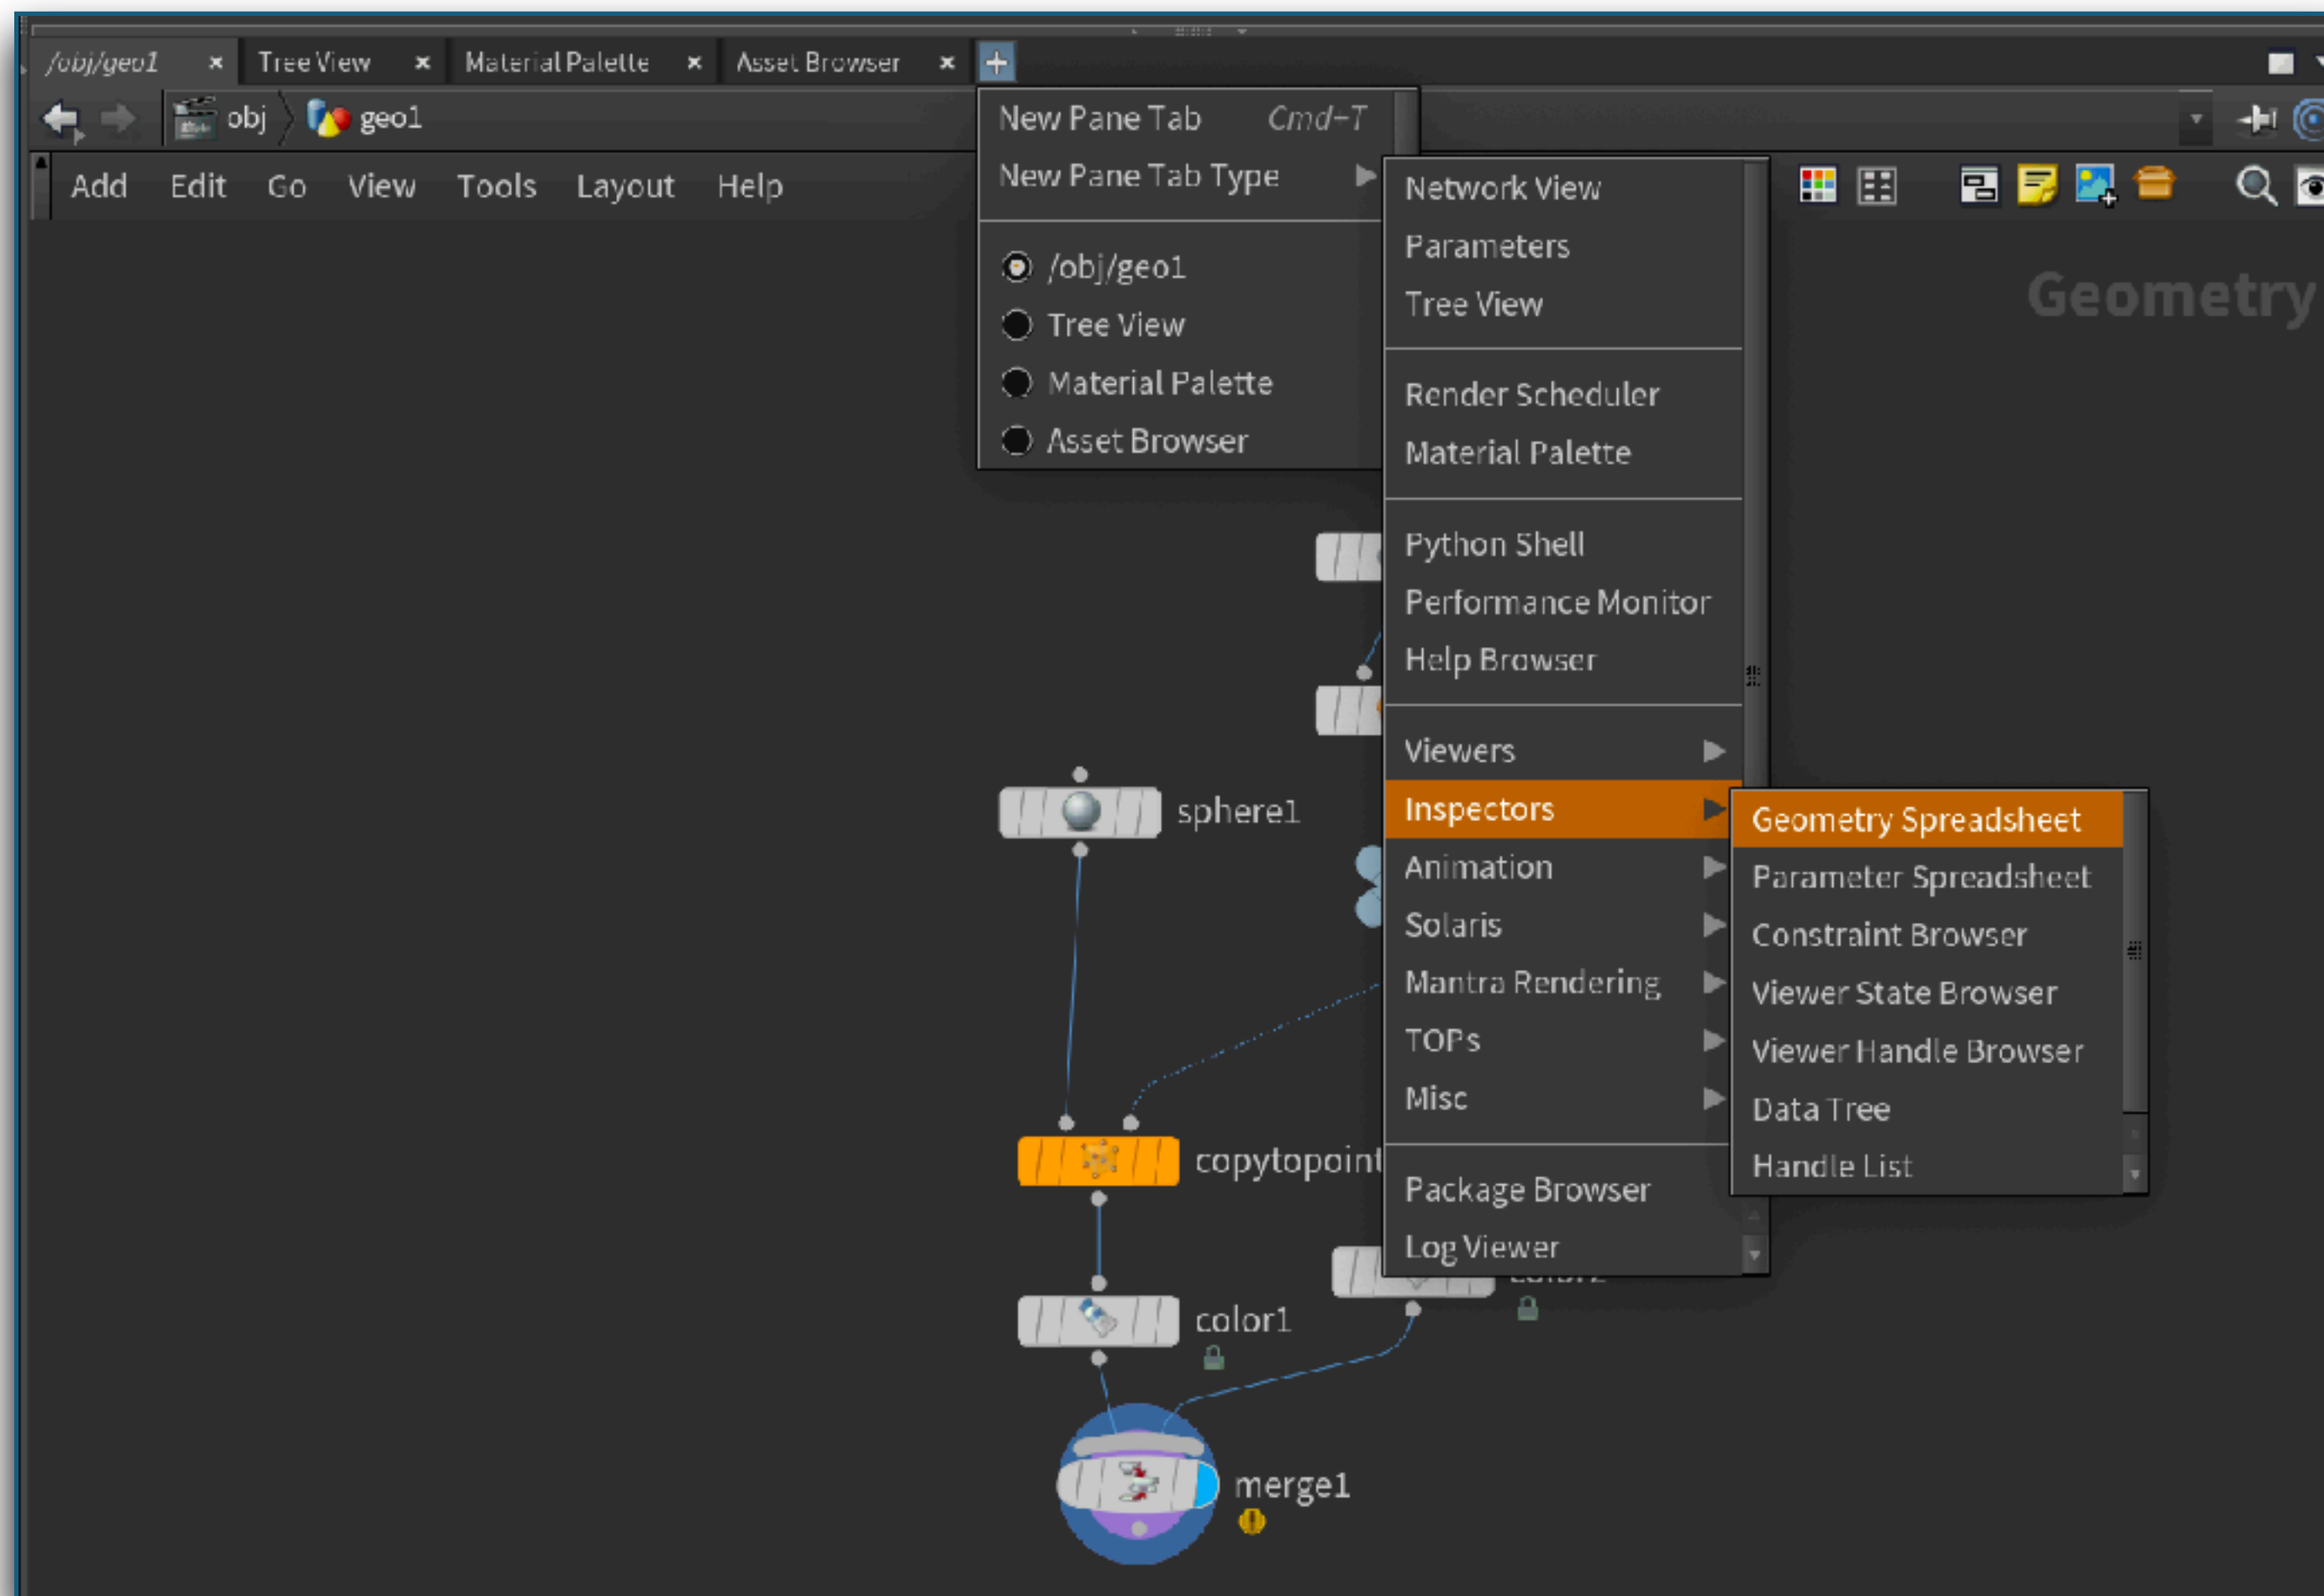 /obj/geo1 Tree View Material Palette Asset Browser
obj geo1
Add Edit Go View Tools Layout Help
New Pane Tab Cmd+T
New Pane Tab Type
/obj/geo1
Tree View
Material Palette
Asset Browser
Network View
Parameters
Tree View
Render Scheduler
Material Palette
Python Shell
Performance Monitor
Help Browser
Viewers
Inspectors
Animation
Solaris
Mantra Rendering
TOPs
Misc
Package Browser
Log Viewer
Geometry Spreadsheet
Parameter Spreadsheet
Constraint Browser
Viewer State Browser
Viewer Handle Browser
Data Tree
Handle List
Geometry
sphere1
copytopoint
color1
merge1